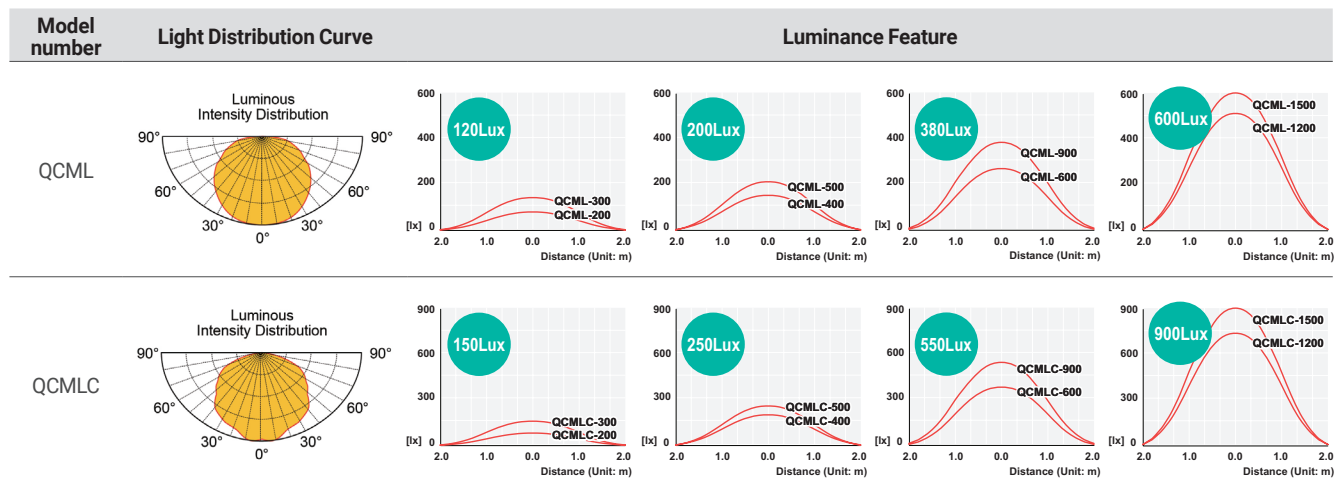 Model
number
Light Distribution Curve
Luminance Feature
QCML
Luminous
Intensity Distribution
90°
90°
60°
60°
30°
30°
0°
600
400
200
[lx] 0
2.0 1.0 0.0 1.0 2.0
Distance (Unit: m)
120Lux
QCML-300
QCML-200
600
400
200
[lx] 0
2.0 1.0 0.0 1.0 2.0
Distance (Unit: m)
200Lux
QCML-500
QCML-400
600
400
200
[lx] 0
2.0 1.0 0.0 1.0 2.0
Distance (Unit: m)
380Lux
QCML-900
QCML-600
600
400
200
[lx] 0
2.0 1.0 0.0 1.0 2.0
Distance (Unit: m)
600Lux
QCML-1500
QCML-1200
QCMLC
Luminous
Intensity Distribution
90°
90°
60°
60°
30°
30°
0°
900
600
300
[lx] 0
2.0 1.0 0.0 1.0 2.0
Distance (Unit: m)
150Lux
QCMLC-300
QCMLC-200
900
600
300
[lx] 0
2.0 1.0 0.0 1.0 2.0
Distance (Unit: m)
250Lux
QCMLC-500
QCMLC-400
900
600
300
[lx] 0
2.0 1.0 0.0 1.0 2.0
Distance (Unit: m)
550Lux
QCMLC-900
QCMLC-600
900
600
300
[lx] 0
2.0 1.0 0.0 1.0 2.0
Distance (Unit: m)
900Lux
QCMLC-1500
QCMLC-1200